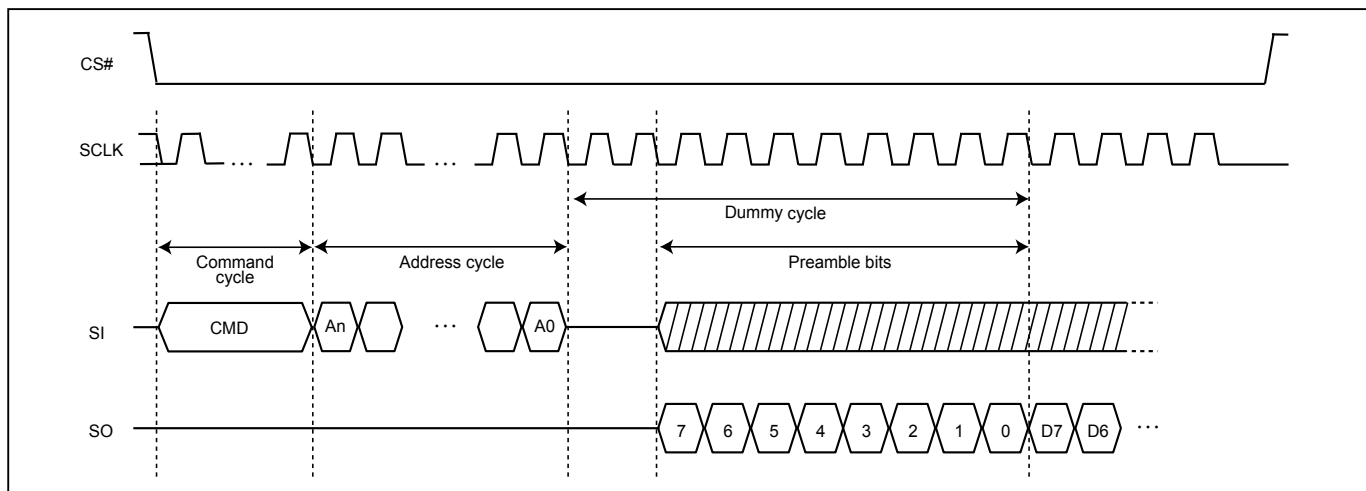 CS#
SCLK
...
...
Dummy cycle
Command
cycle
Address cycle
Preamble bits
SI
CMD
An
...
A0
SO
7 6 5 4 3 2 1 0 D7 D6 ...